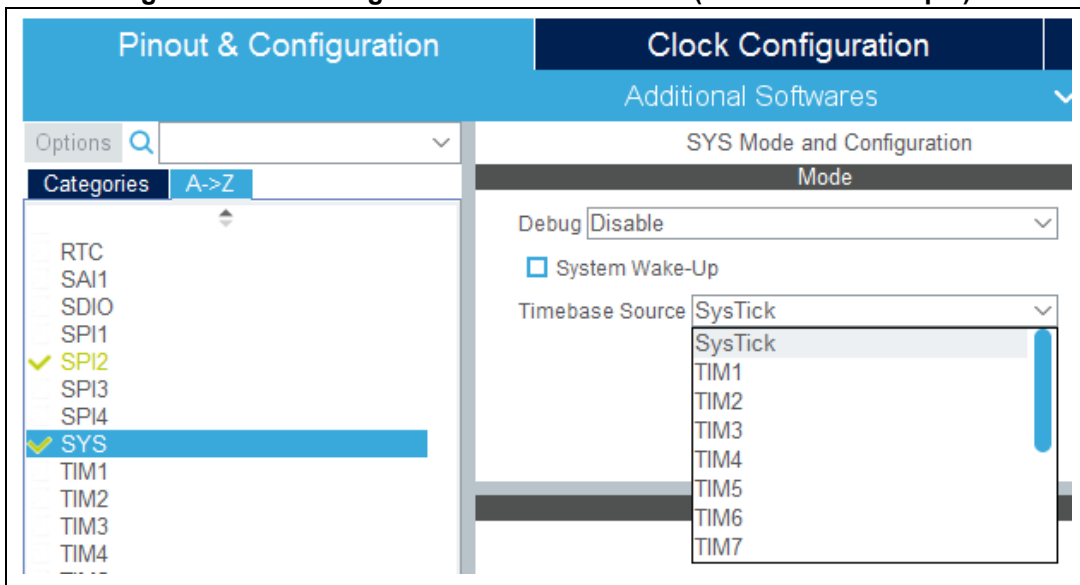 Pinout & Configuration
Clock Configuration
Additional Softwares
Options
SYS Mode and Configuration
Categories
A->Z
Mode
RTC
SAI1
SDIO
SPI1
SPI2
SPI3
SPI4
SYS
TIM1
TIM2
TIM3
TIM4
Debug Disable
System Wake-Up
Timebase Source SysTick
SysTick
TIM1
TIM2
TIM3
TIM4
TIM5
TIM6
TIM7